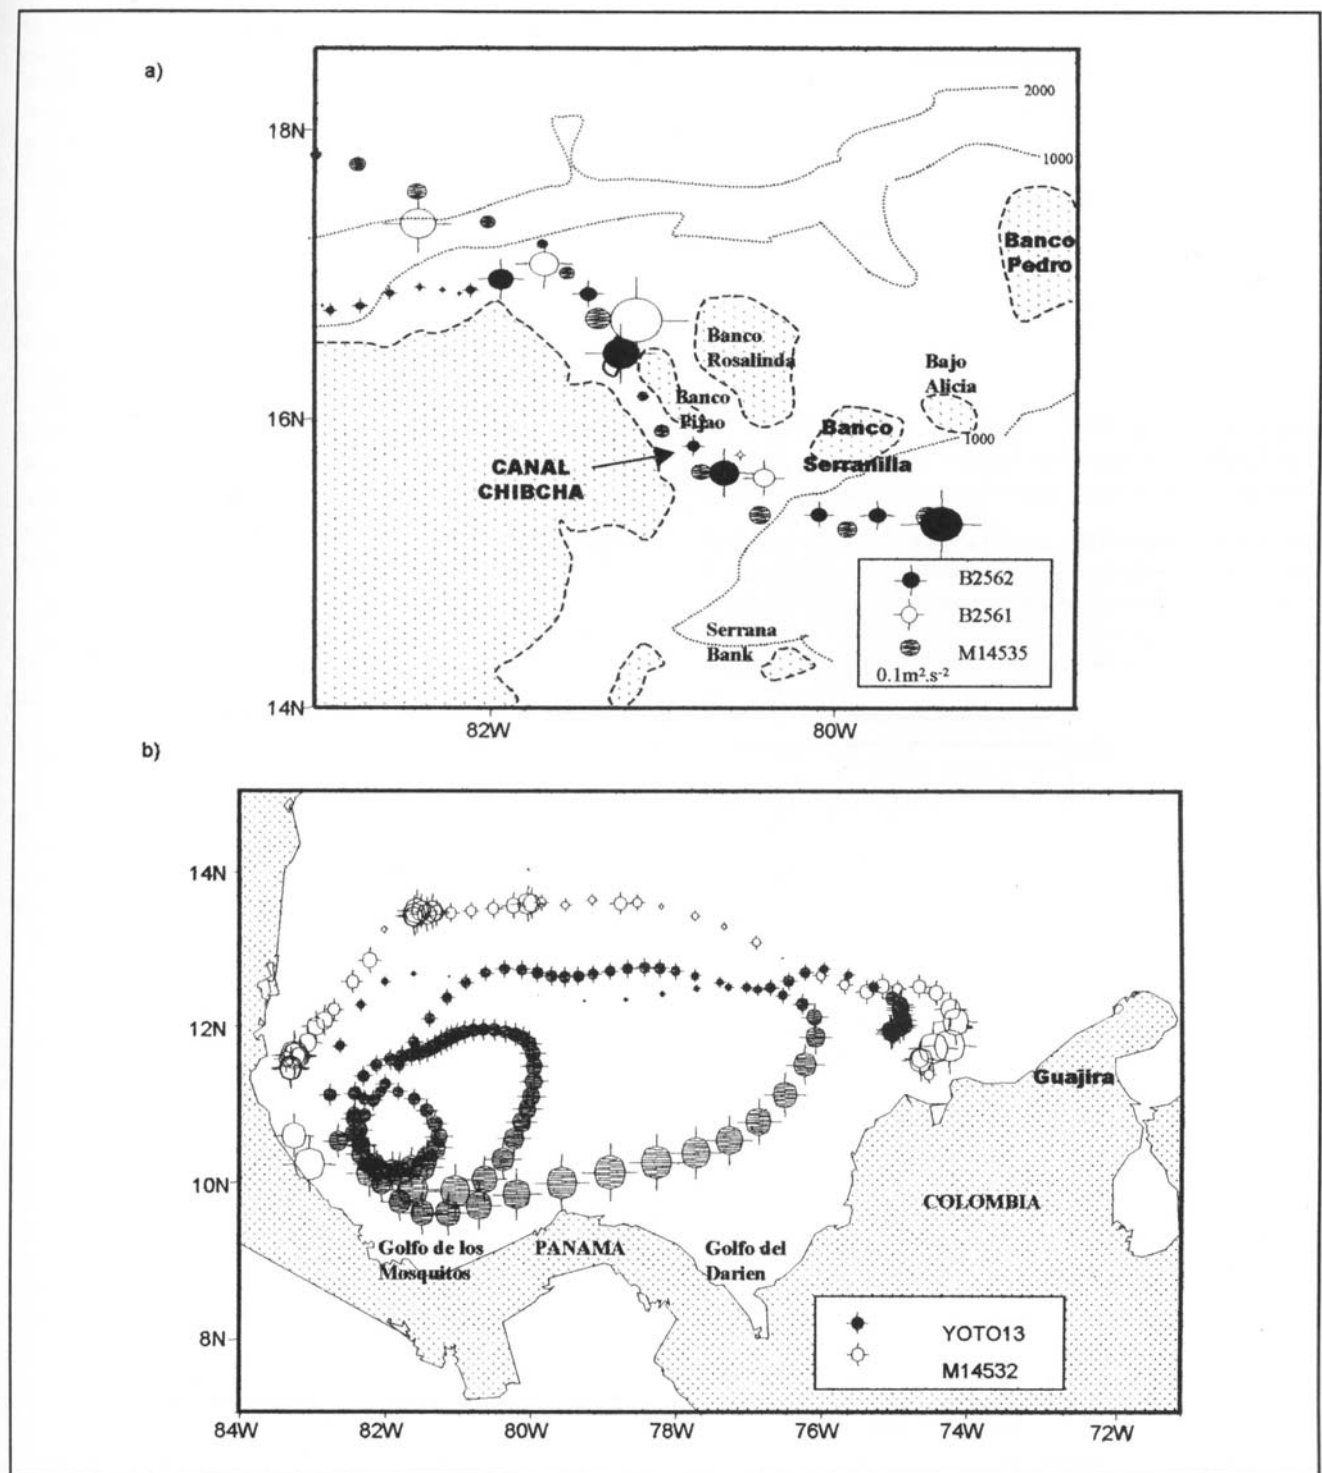 a)
2000
18N
1000
Banco
Pedro
Banco
Rosalinda
Bajo
Alicia
Banco
Pijao
16N
Banco
1000
Serranilla
CANAL
CHIBCHA
B2562
B2561
Serrana
Bank
M14535
0.1m².s⁻²
14N
82W
80W
b)
14N
12N
Guajira
10N
COLOMBIA
Golfo de los
Mosquitos
PANAMA
Golfo del
Darien
8N
YOTO13
M14532
84W
82W
80W
78W
76W
74W
72W